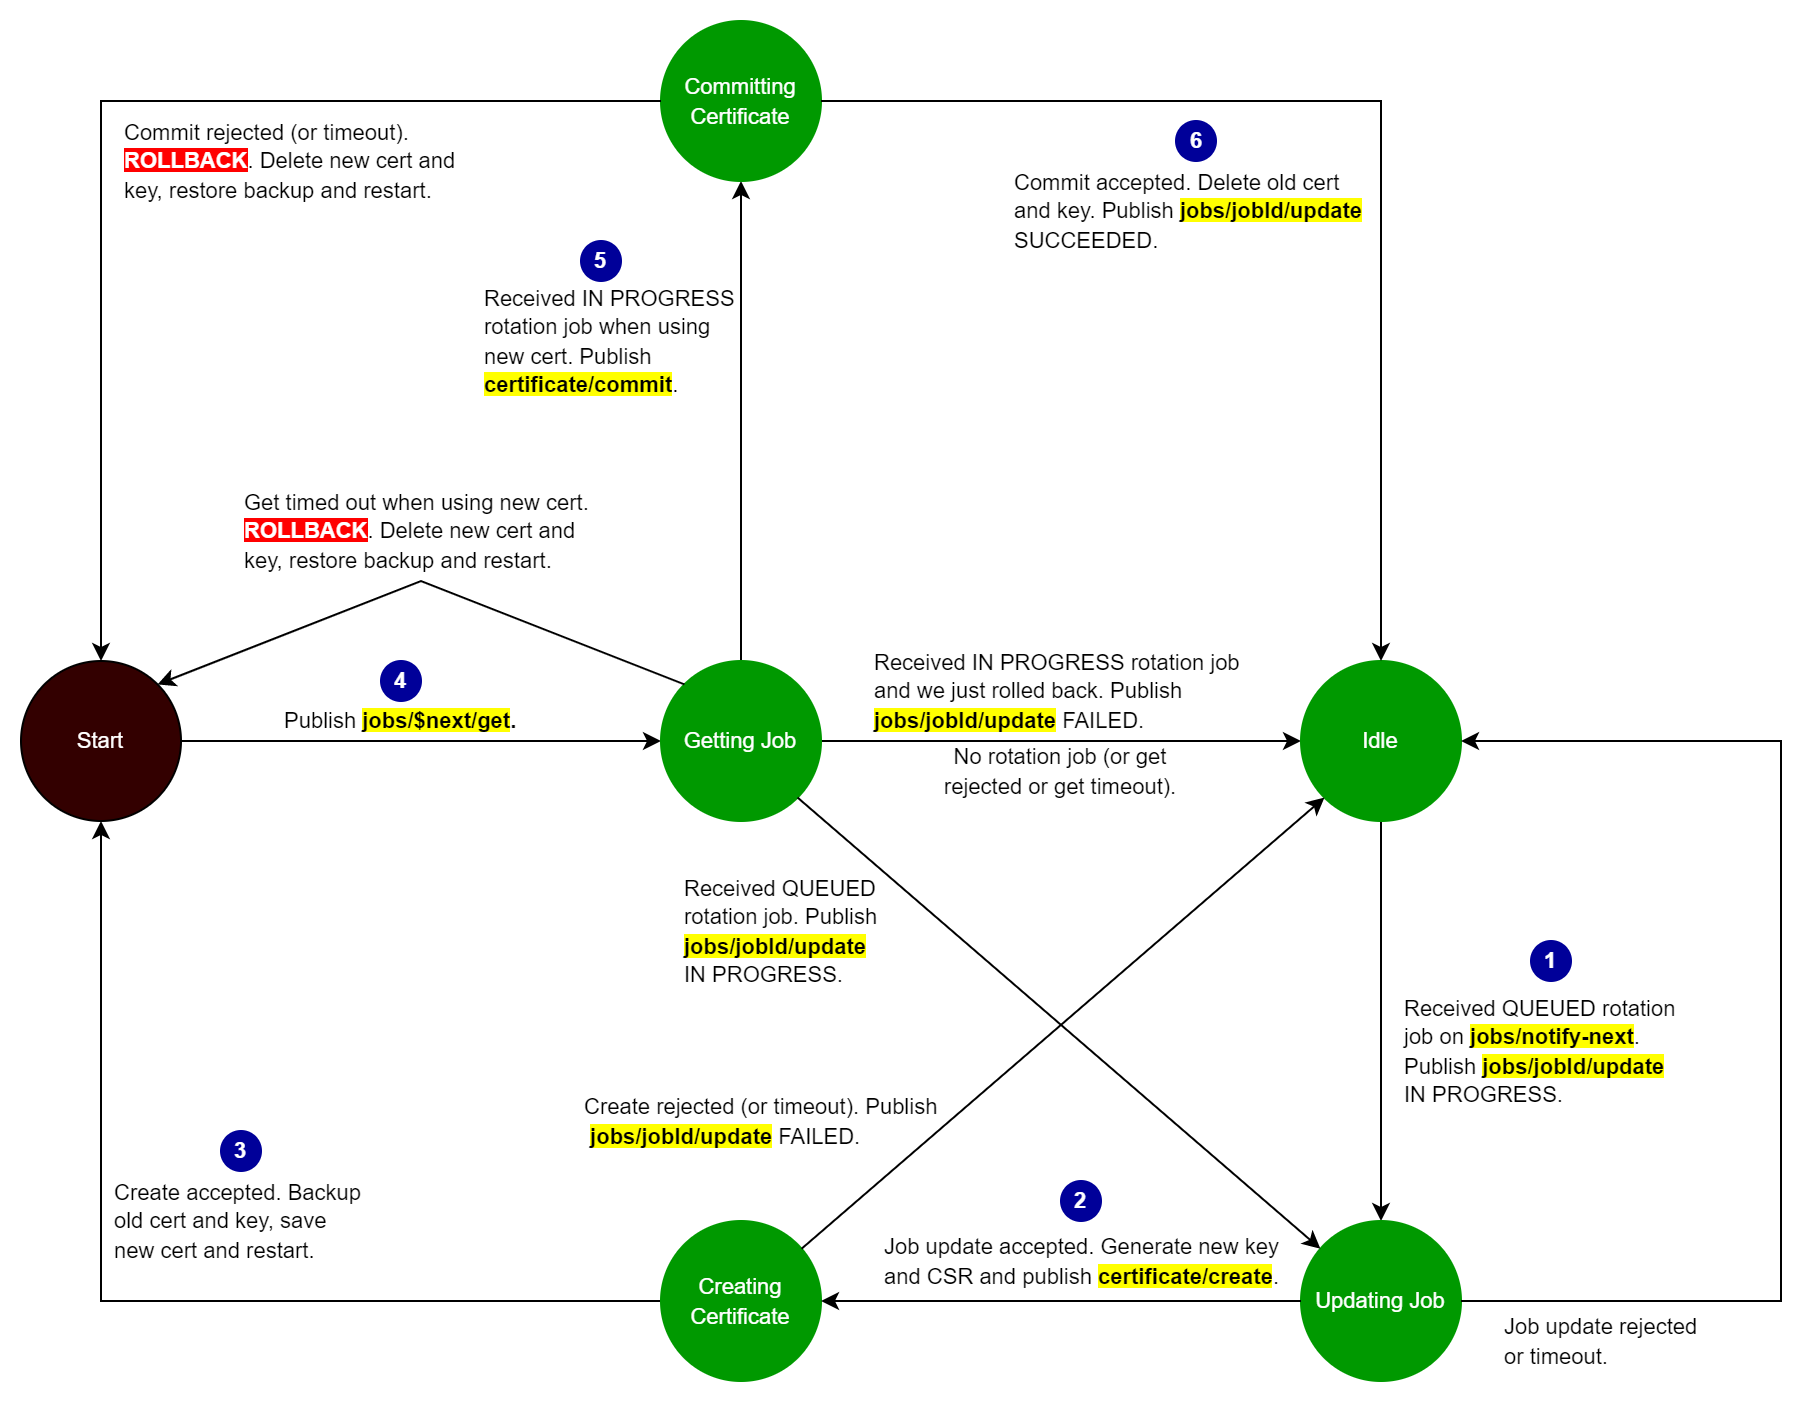 Committing
Certificate
Commit rejected (or timeout).
ROLLBACK. Delete new cert and
key, restore backup and restart.
6
Commit accepted. Delete old cert
and key. Publish jobs/jobId/update
SUCCEEDED.
5
Received IN PROGRESS
rotation job when using
new cert. Publish
certificate/commit.
Get timed out when using new cert.
ROLLBACK. Delete new cert and
key, restore backup and restart.
4
Publish jobs/$next/get.
Received IN PROGRESS rotation job
and we just rolled back. Publish
jobs/jobId/update FAILED.
Start
Getting Job
Idle
No rotation job (or get
rejected or get timeout).
Received QUEUED
rotation job. Publish
jobs/jobId/update
IN PROGRESS.
1
Received QUEUED rotation
job on jobs/notify-next.
Publish jobs/jobId/update
IN PROGRESS.
Create rejected (or timeout). Publish
jobs/jobId/update FAILED.
3
Create accepted. Backup
old cert and key, save
new cert and restart.
2
Job update accepted. Generate new key
and CSR and publish certificate/create.
Creating
Certificate
Updating Job
Job update rejected
or timeout.